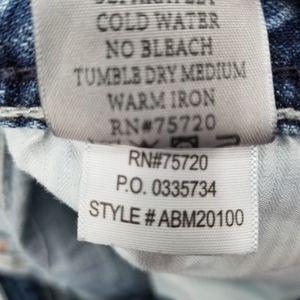 COLD WATER
NO BLEACH
TUMBLE DRY MEDIUM
WARM IRON
RN#75720
RN#75720
P.O. 0335734
STYLE # ABM20100